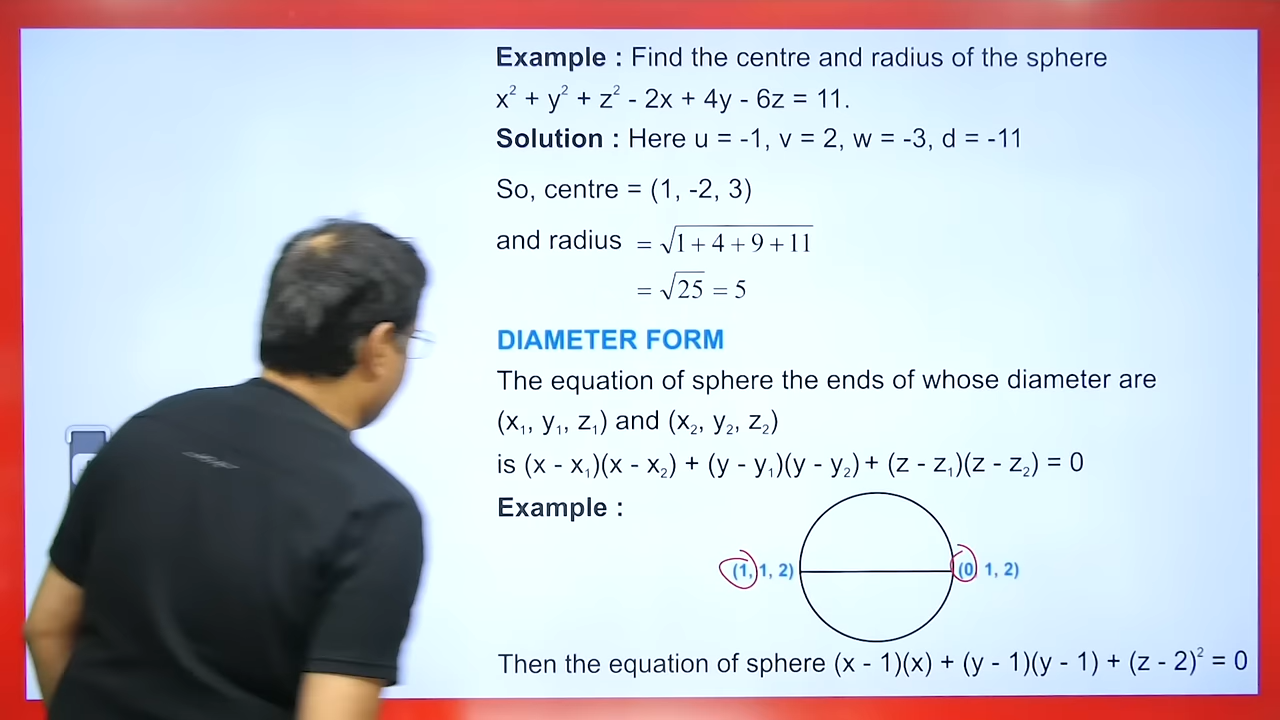 Example : Find the centre and radius of the sphere
x² + y² + z² - 2x + 4y - 6z = 11.
Solution : Here u = -1, v = 2, w = -3, d = -11
So, centre = (1, -2, 3)
and radius = √(1 + 4 + 9 + 11)
= √25 = 5
DIAMETER FORM
The equation of sphere the ends of whose diameter are
(x₁, y₁, z₁) and (x₂, y₂, z₂)
is (x - x₁)(x - x₂) + (y - y₁)(y - y₂) + (z - z₁)(z - z₂) = 0
Example :
(1, 1, 2) (0, 1, 2)
Then the equation of sphere (x - 1)(x) + (y - 1)(y - 1) + (z - 2)² = 0